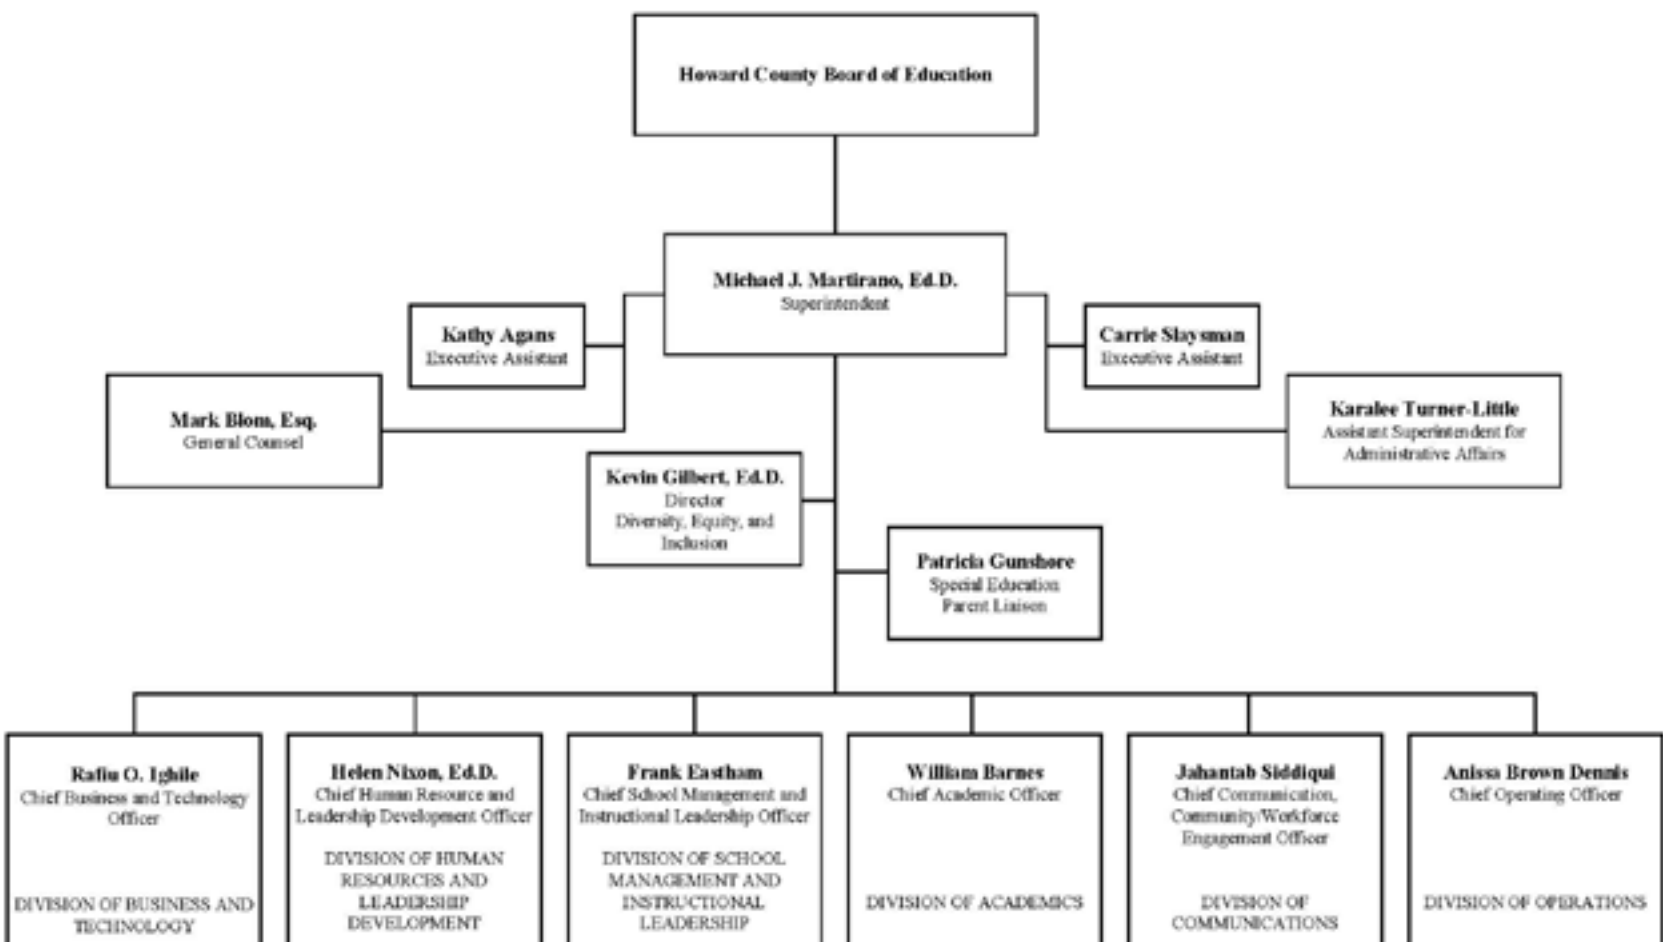 Howard County Board of Education
Michael J. Martirano, Ed.D.
Superintendent
Kathy Agans
Executive Assistant
Carrie Slaysman
Executive Assistant
Mark Blom, Esq.
General Counsel
Karalee Turner-Little
Assistant Superintendent for
Administrative Affairs
Kevin Gilbert, Ed.D.
Director
Diversity, Equity, and
Inclusion
Patricia Gunshore
Special Education
Parent Liaison
Rafiu O. Ighile
Chief Business and Technology
Officer
DIVISION OF BUSINESS AND
TECHNOLOGY
Helen Nixon, Ed.D.
Chief Human Resource and
Leadership Development Officer
DIVISION OF HUMAN
RESOURCES AND
LEADERSHIP
DEVELOPMENT
Frank Eastham
Chief School Management and
Instructional Leadership Officer
DIVISION OF SCHOOL
MANAGEMENT AND
INSTRUCTIONAL
LEADERSHIP
William Barnes
Chief Academic Officer
DIVISION OF ACADEMICS
Jahantab Siddiqui
Chief Communication,
Community/Workforce
Engagement Officer
DIVISION OF
COMMUNICATIONS
Anissa Brown Dennis
Chief Operating Officer
DIVISION OF OPERATIONS